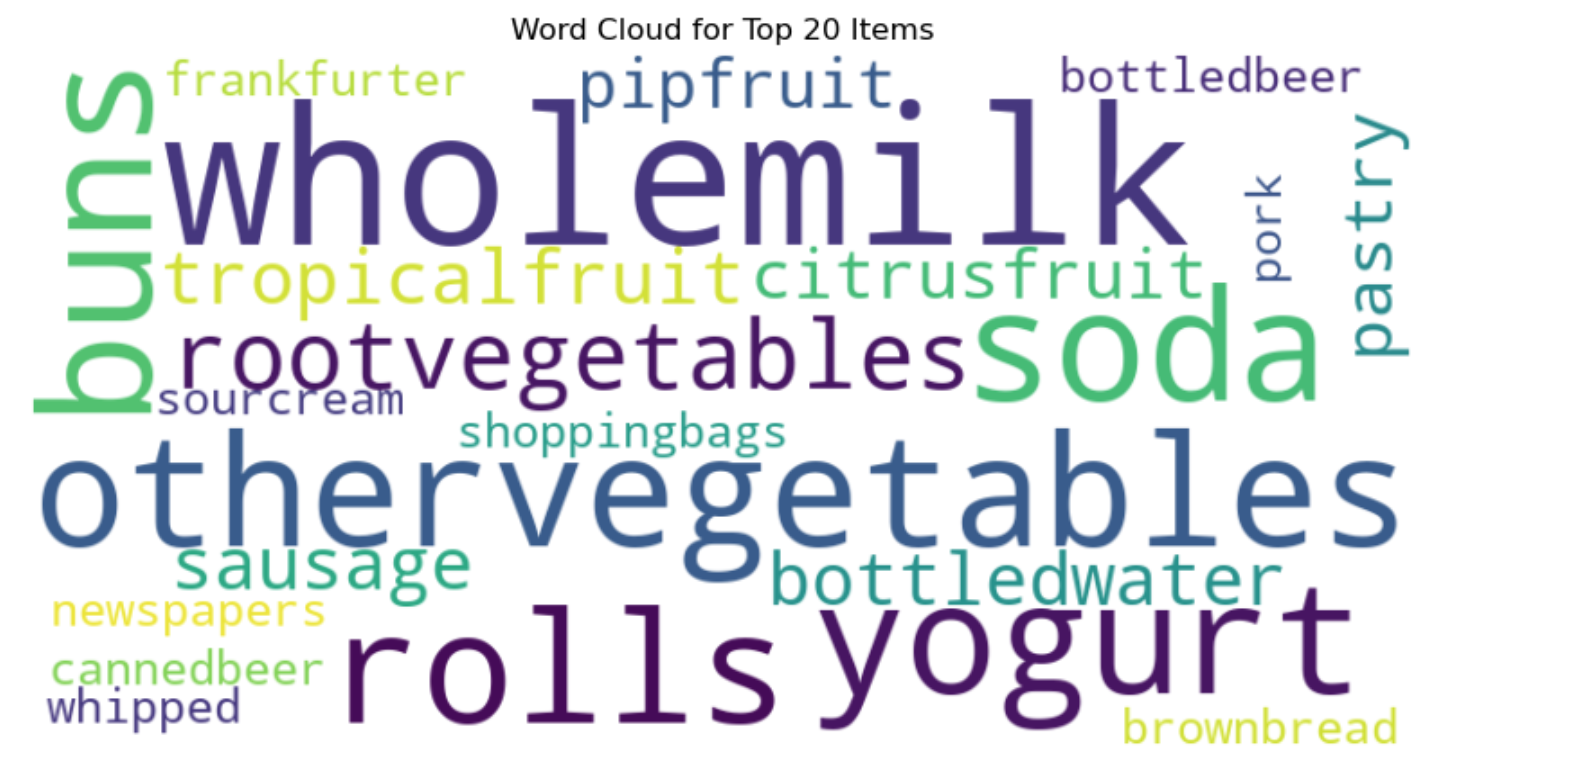 Word Cloud for Top 20 Items
frankfurter
pipfruit
bottledbeer
buns
wholemilk
pork
pastry
tropicalfruit
citrusfruit
rootvegetables
soda
sourcream
shoppingbags
othervegetables
sausage
bottledwater
newspapers
rolls
yogurt
cannedbeer
whipped
brownbread